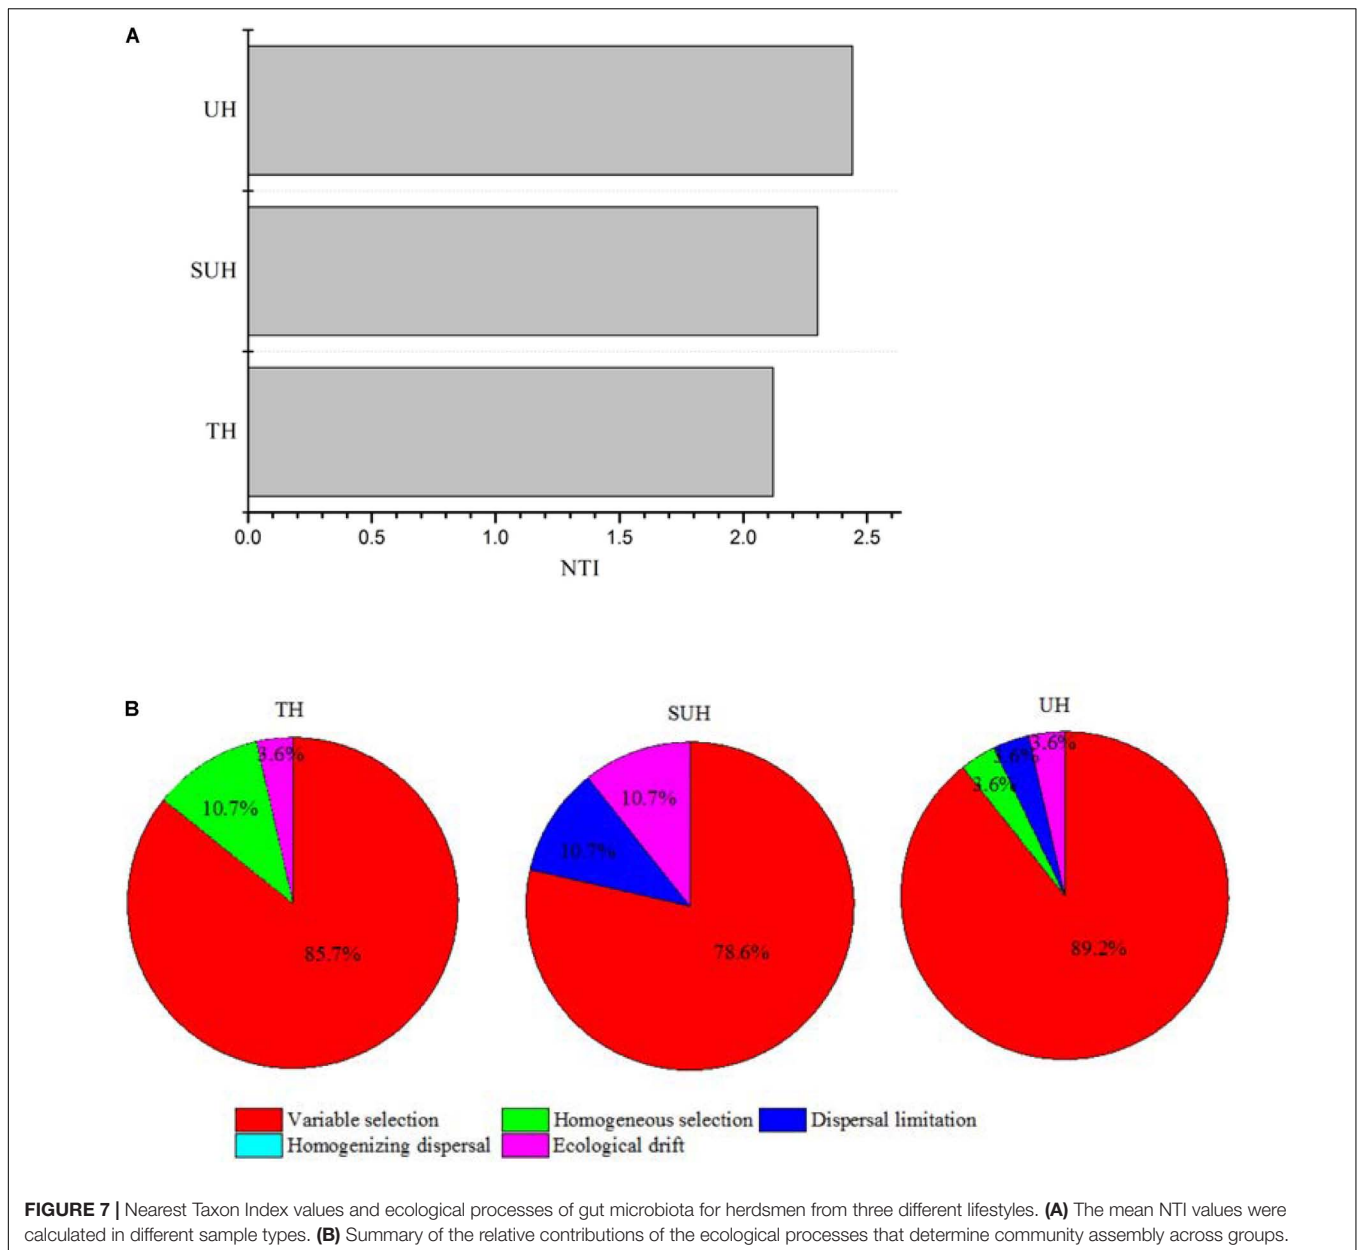 A
UH
SUH
TH
0.0 0.5 1.0 1.5 2.0 2.5
NTI
B
TH SUH UH
3.6% 10.7% 85.7%
10.7% 10.7% 78.6%
3.6% 3.6% 3.6% 89.2%
Variable selection Homogeneous selection Dispersal limitation
Homogenizing dispersal Ecological drift
FIGURE 7 | Nearest Taxon Index values and ecological processes of gut microbiota for herdsmen from three different lifestyles. (A) The mean NTI values were
calculated in different sample types. (B) Summary of the relative contributions of the ecological processes that determine community assembly across groups.